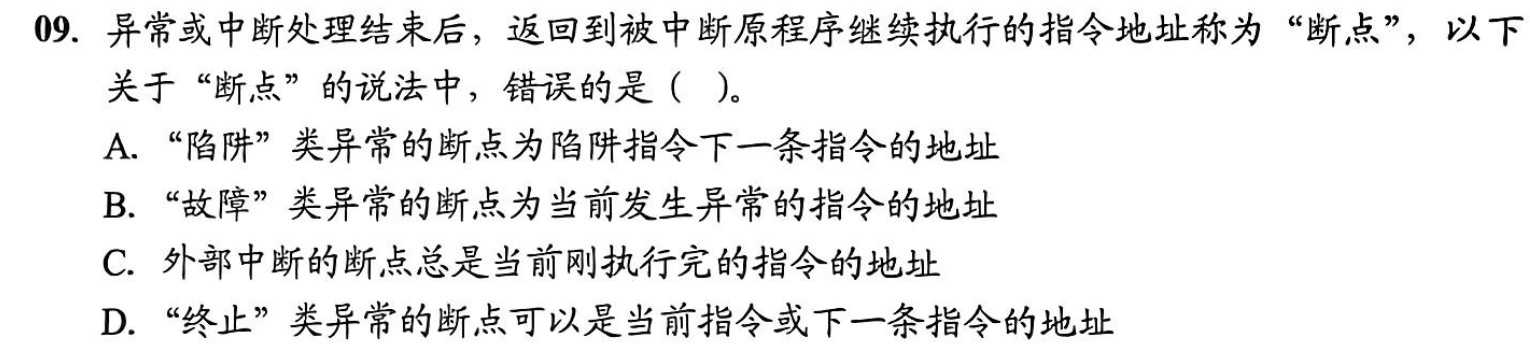 09. 异常或中断处理结束后，返回到被中断原程序继续执行的指令地址称为“断点”，以下
关于“断点”的说法中，错误的是（ ）。
A. “陷阱”类异常的断点为陷阱指令下一条指令的地址
B. “故障”类异常的断点为当前发生异常的指令的地址
C. 外部中断的断点总是当前刚执行完的指令的地址
D. “终止”类异常的断点可以是当前指令或下一条指令的地址